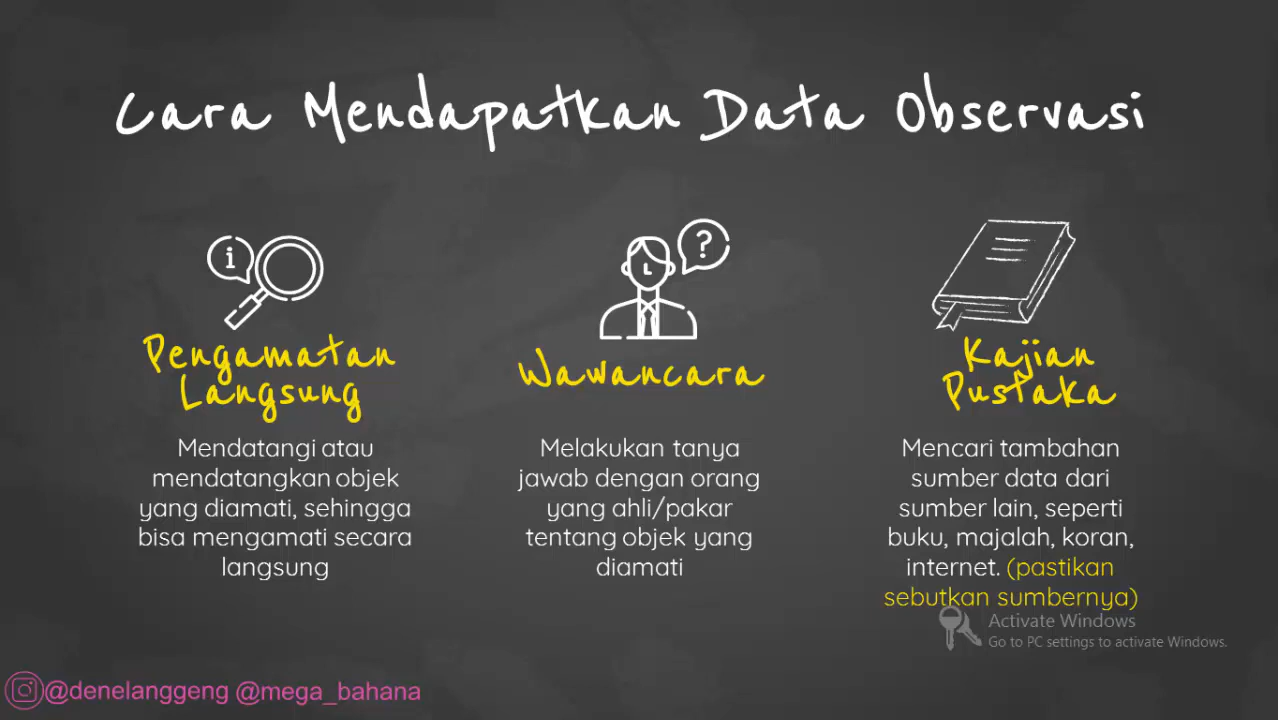 Cara Mendapatkan Data Observasi
i
?
Pengamatan
Langsung
Mendatangi atau
mendatangkan objek
yang diamati, sehingga
bisa mengamati secara
langsung
Wawancara
Melakukan tanya
jawab dengan orang
yang ahli/pakar
tentang objek yang
diamati
Kajian
Pustaka
Mencari tambahan
sumber data dari
sumber lain, seperti
buku, majalah, koran,
internet. (pastikan
sebutkan sumbernya)
Activate Windows
Go to PC settings to activate Windows.
@denelanggeng @mega_bahana